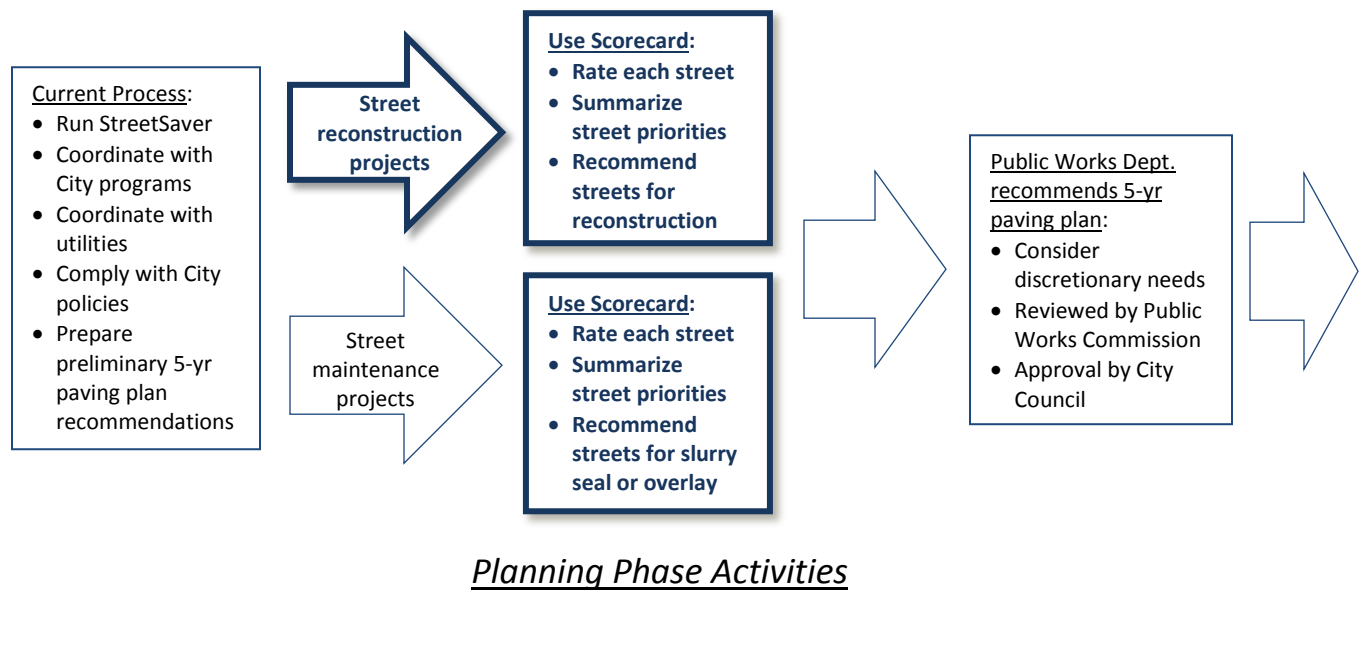 Current Process:
• Run StreetSaver
• Coordinate with
City programs
• Coordinate with
utilities
• Comply with City
policies
• Prepare
preliminary 5-yr
paving plan
recommendations
Street
reconstruction
projects
Use Scorecard:
• Rate each street
• Summarize
street priorities
• Recommend
streets for
reconstruction
Street
maintenance
projects
Use Scorecard:
• Rate each street
• Summarize
street priorities
• Recommend
streets for slurry
seal or overlay
Public Works Dept.
recommends 5-yr
paving plan:
• Consider
discretionary needs
• Reviewed by Public
Works Commission
• Approval by City
Council
Planning Phase Activities